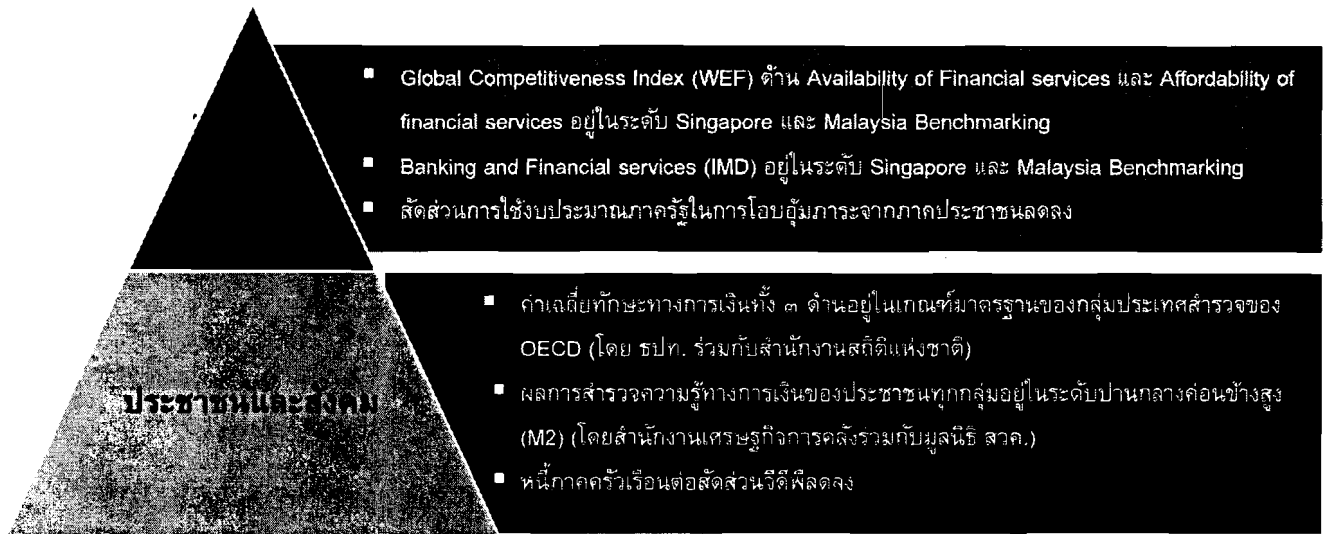 ▪ Global Competitiveness Index (WEF) ด้าน Availability of Financial services และ Affordability of
financial services อยู่ในระดับ Singapore และ Malaysia Benchmarking
▪ Banking and Financial services (IMD) อยู่ในระดับ Singapore และ Malaysia Benchmarking
▪ สัดส่วนการใช้งบประมาณภาครัฐในการโอบอุ้มภาระจากภาคประชาชนลดลง
ประชาชนและสังคม
▪ ค่าเฉลี่ยทักษะทางการเงินทั้ง ๓ ด้านอยู่ในเกณฑ์มาตรฐานของกลุ่มประเทศสำรวจของ
OECD (โดย ธปท. ร่วมกับสำนักงานสถิติแห่งชาติ)
▪ ผลการสำรวจความรู้ทางการเงินของประชาชนทุกกลุ่มอยู่ในระดับปานกลางค่อนข้างสูง
(M2) (โดยสำนักงานเศรษฐกิจการคลังร่วมกับมูลนิธิ สวค.)
▪ หนี้ภาคครัวเรือนต่อสัดส่วนจีดีพีลดลง